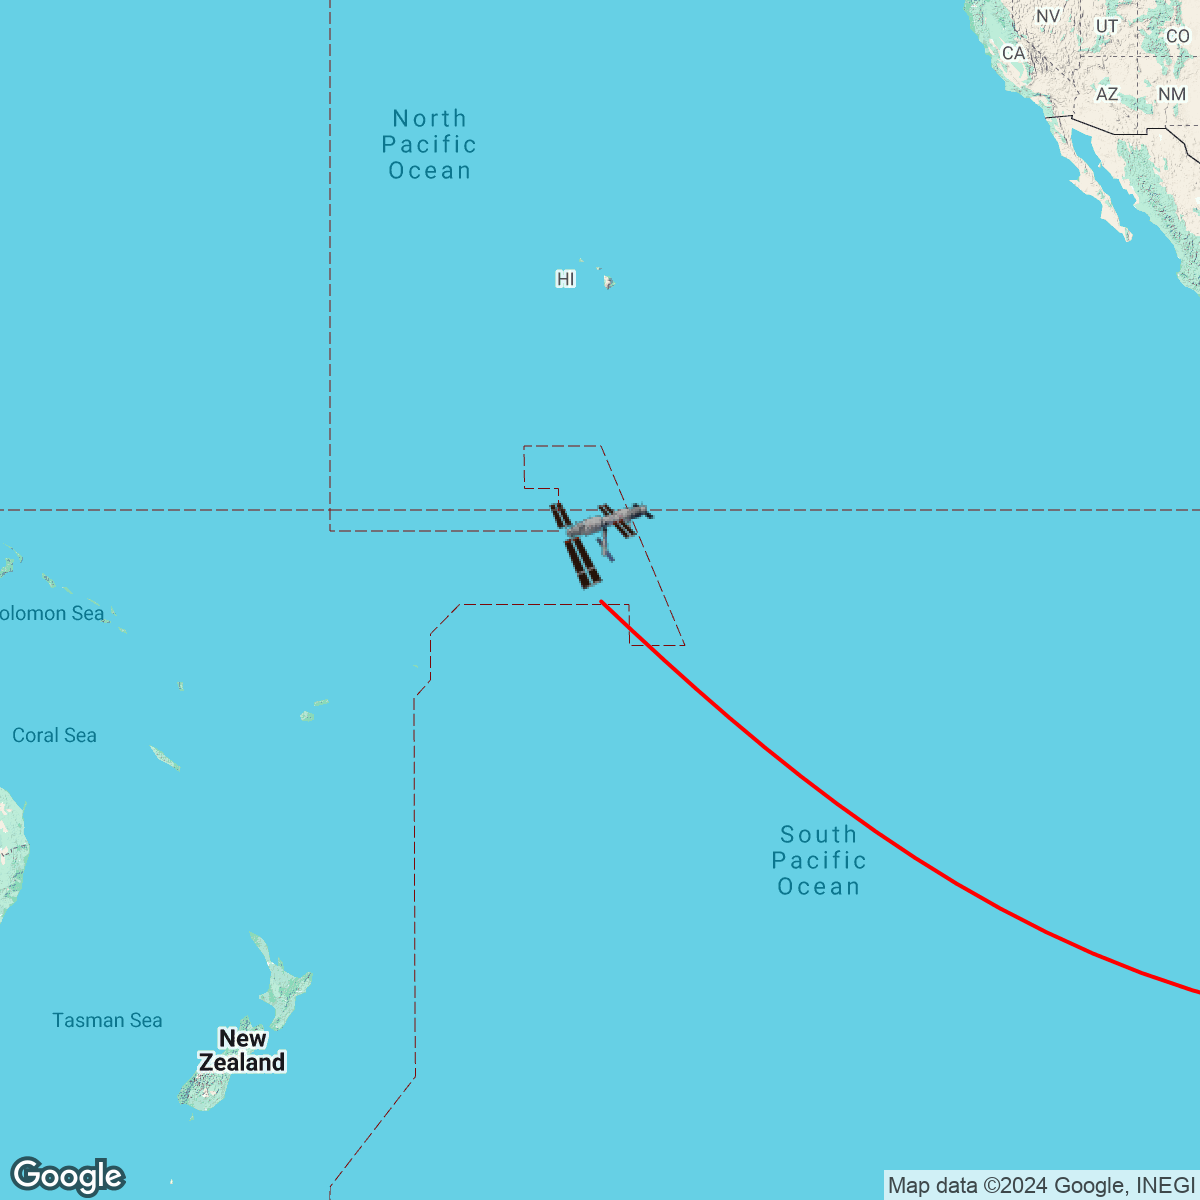 NV
UT
CO
CA
AZ
NM
North
Pacific
Ocean
HI
olomon Sea
Coral Sea
South
Pacific
Ocean
Tasman Sea
New
Zealand
Google
Map data ©2024 Google, INEGI